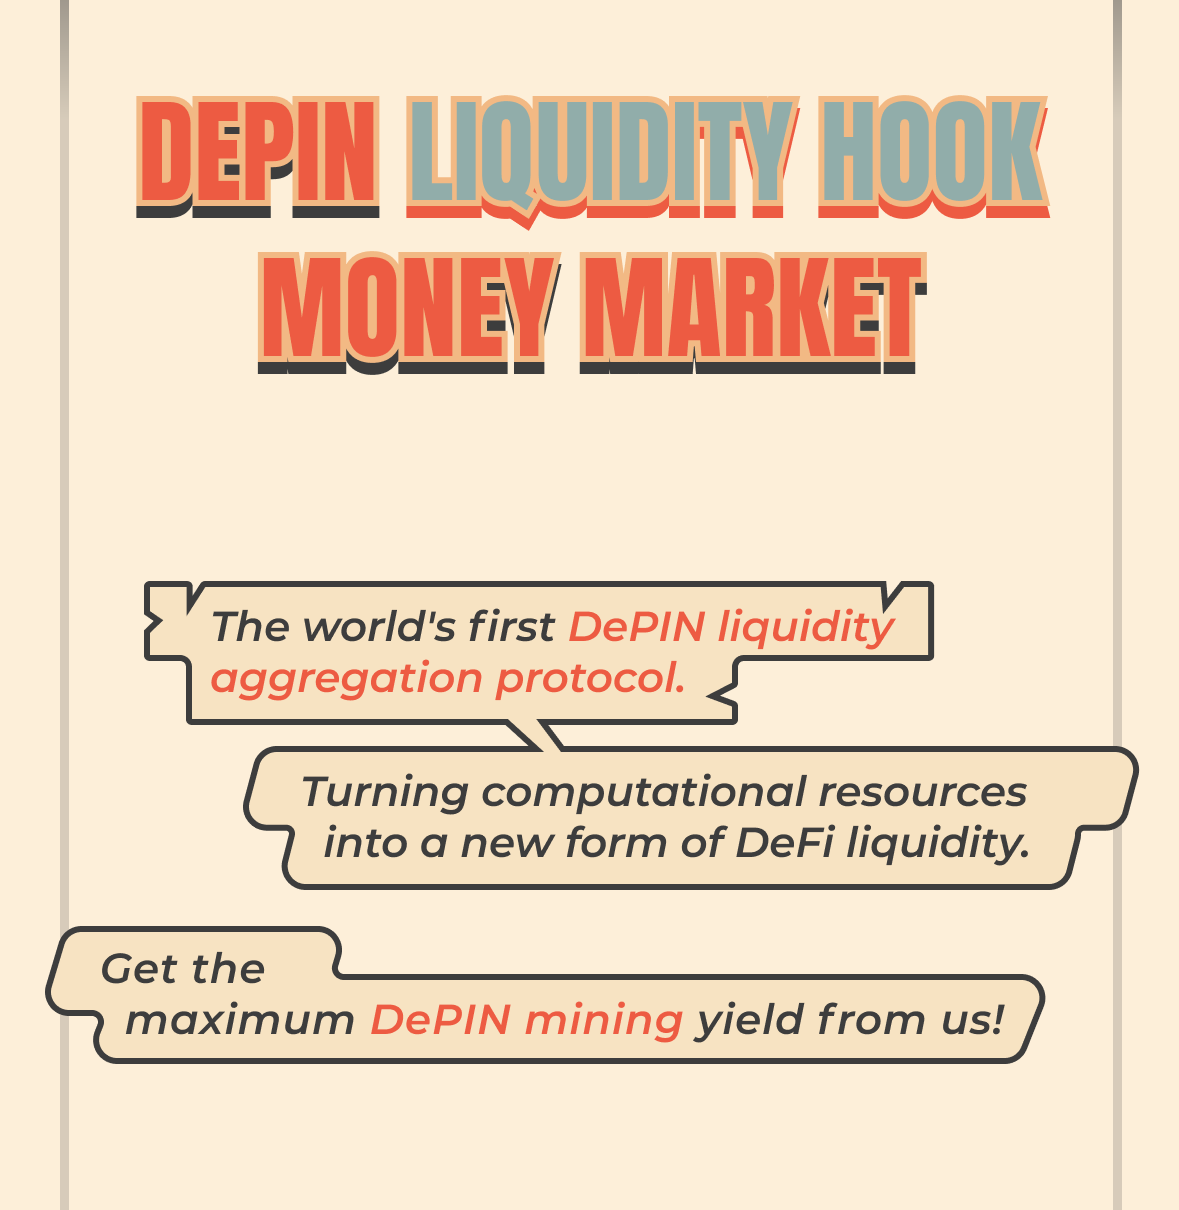 DEPIN LIQUIDITY HOOK
MONEY MARKET
The world's first DePIN liquidity
aggregation protocol.
Turning computational resources
into a new form of DeFi liquidity.
Get the
maximum DePIN mining yield from us!